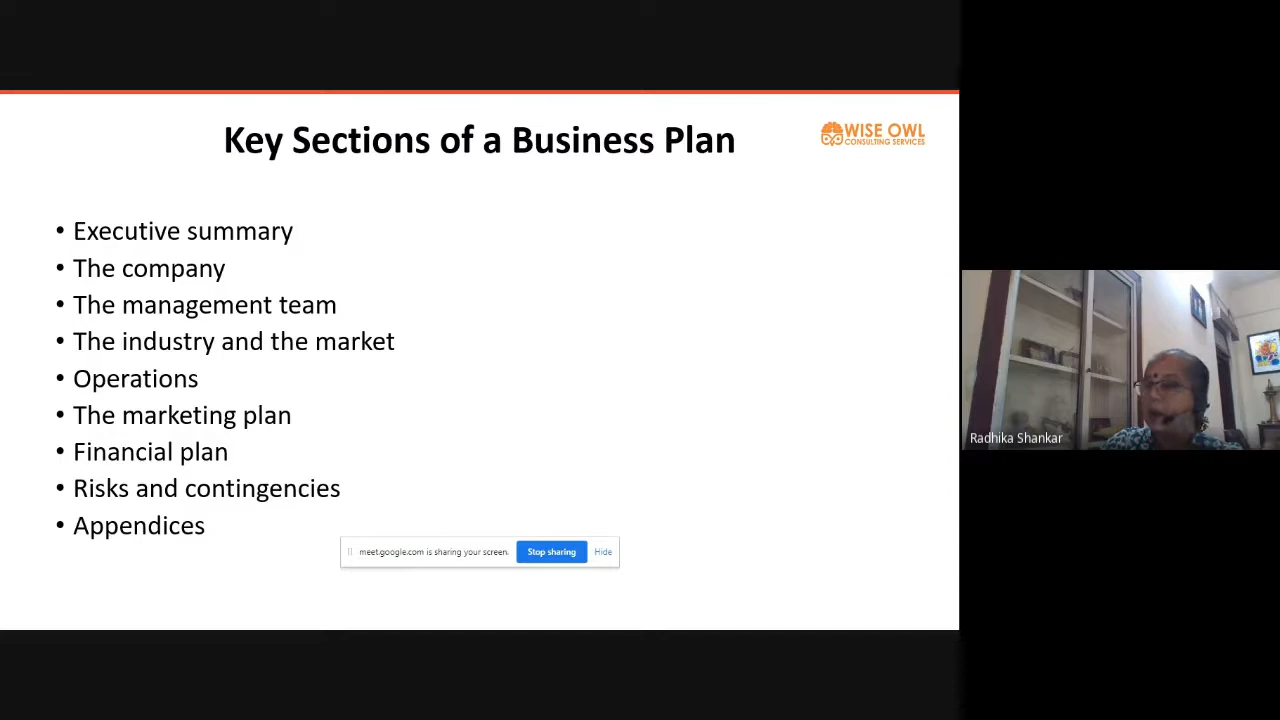 Key Sections of a Business Plan
WISE OWL
CONSULTING SERVICES
• Executive summary
• The company
• The management team
• The industry and the market
• Operations
• The marketing plan
• Financial plan
• Risks and contingencies
• Appendices
meet.google.com is sharing your screen.
Stop sharing
Hide
Radhika Shankar